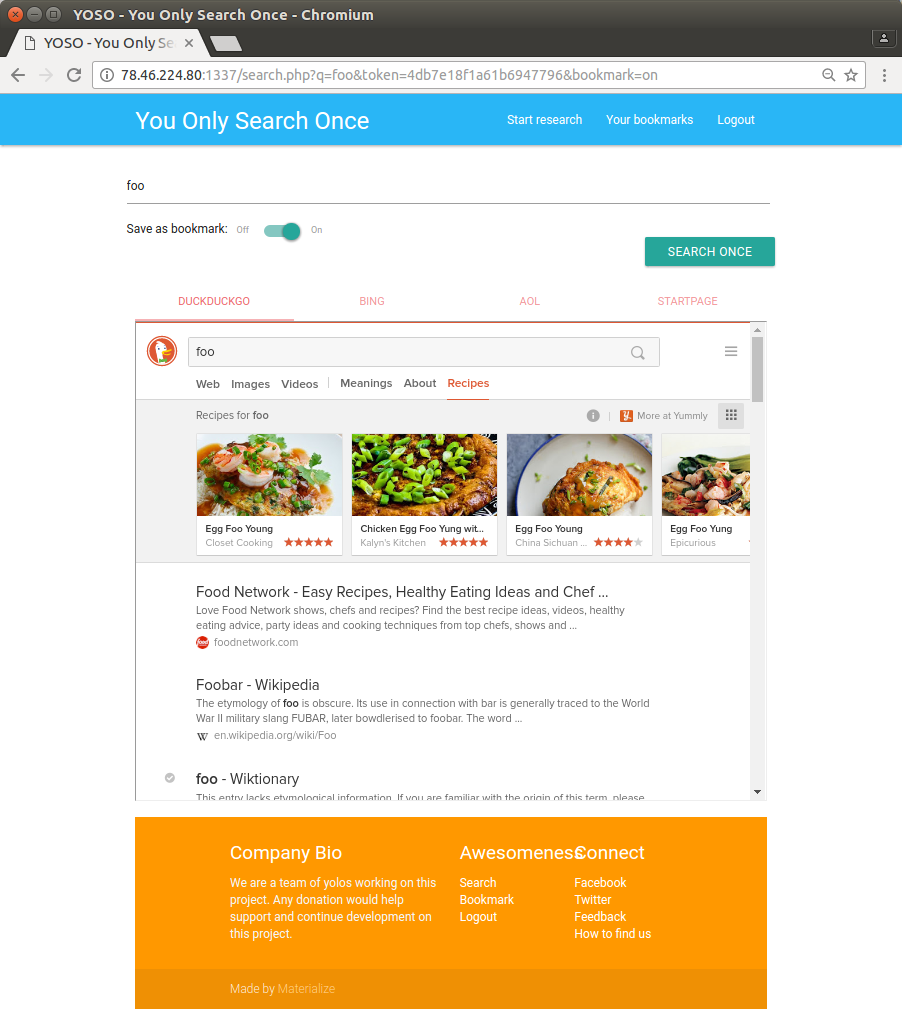 YOSO - You Only Search Once - Chromium
YOSO - You Only Se
78.46.224.80:1337/search.php?q=foo&token=4db7e18f1a61b6947796&bookmark=on
You Only Search Once
Start research Your bookmarks Logout
foo
Save as bookmark: Off On
SEARCH ONCE
DUCKDUCKGO BING AOL STARTPAGE
foo
Web Images Videos Meanings About Recipes
Recipes for foo More at Yummly
Egg Foo Young Chicken Egg Foo Yung wit... Egg Foo Young Egg Foo Yung
Closet Cooking Kalyn's Kitchen China Sichuan ... Epicurious
Food Network - Easy Recipes, Healthy Eating Ideas and Chef ...
Love Food Network shows, chefs and recipes? Find the best recipe ideas, videos, healthy
eating advice, party ideas and cooking techniques from top chefs, shows and ...
food foodnetwork.com
Foobar - Wikipedia
The etymology of foo is obscure. Its use in connection with bar is generally traced to the World
War II military slang FUBAR, later bowdlerised to foobar. The word ...
W en.wikipedia.org/wiki/Foo
foo - Wiktionary
This entry lacks etymological information. If you are familiar with the origin of this term, please
Company Bio Awesomeness Connect
We are a team of yolos working on this
project. Any donation would help
support and continue development on
this project.
Search
Bookmark
Logout
Facebook
Twitter
Feedback
How to find us
Made by Materialize